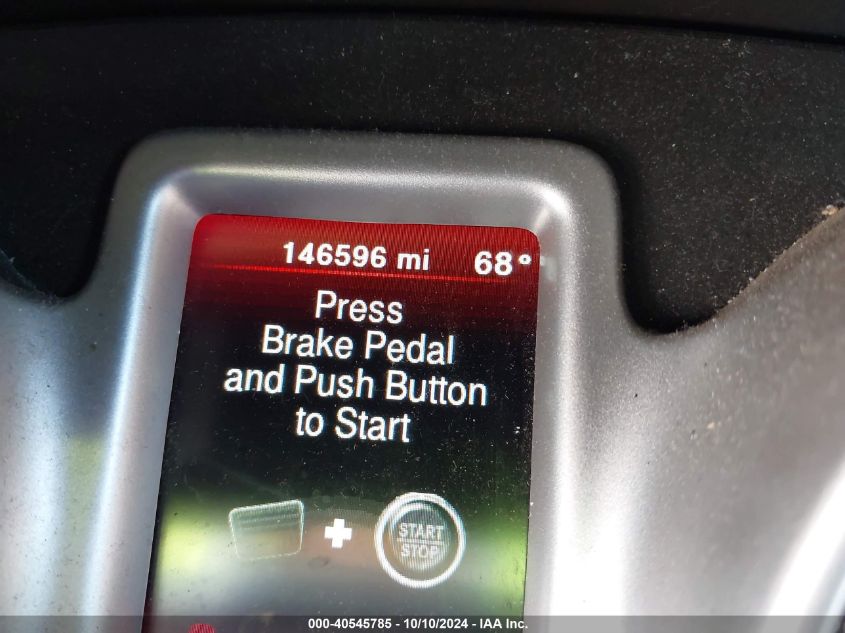 146596 mi 68°
Press
Brake Pedal
and Push Button
to Start
START
STOP
000-40545785 - 10/10/2024 - IAA Inc.